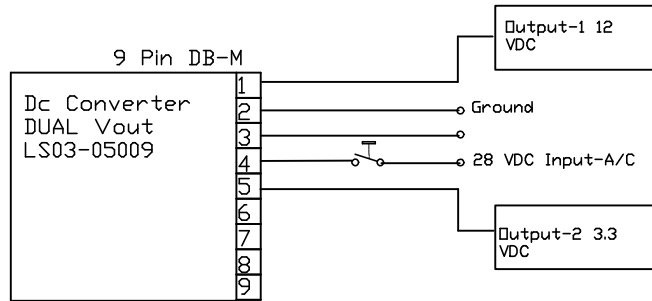 Output-1 12
VDC
9 Pin DB-M
Dc Converter
DUAL Vout
LS03-05009
1
2
3
4
5
6
7
8
9
Ground
28 VDC Input-A/C
Output-2 3.3
VDC